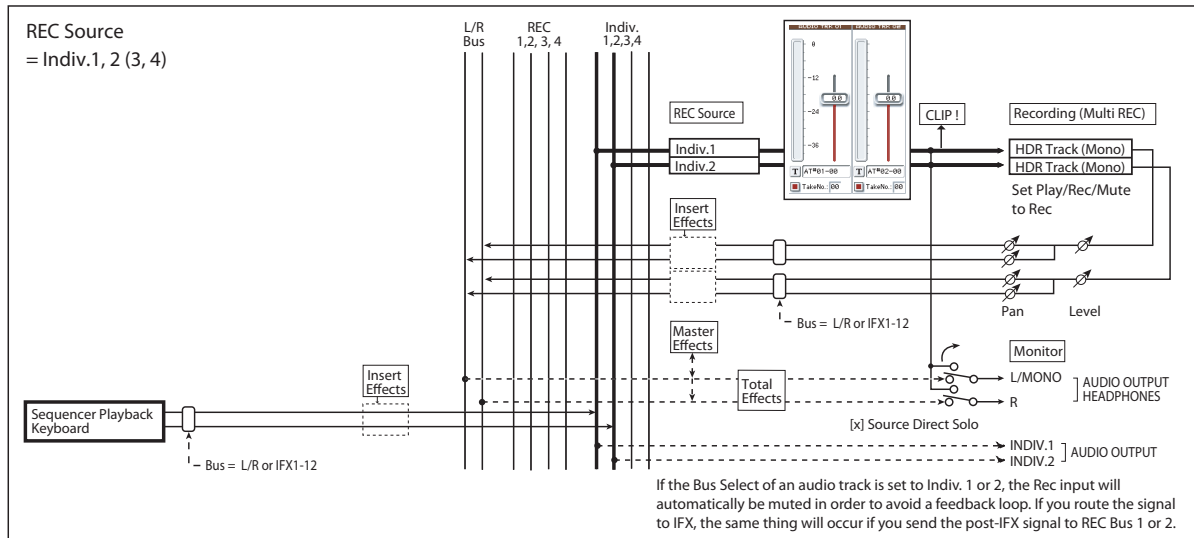 REC Source
= Indiv.1, 2 (3, 4)
L/R
Bus
REC
1,2, 3, 4
Indiv.
1,2,3,4
AUDIO TRK 01
AUDIO TRK 02
0
-12
-24
-36
0.0
0.0
T
AT#01-00
T
AT#02-00
TakeNo.:
00
TakeNo.:
00
REC Source
Indiv.1
Indiv.2
CLIP !
Recording (Multi REC)
HDR Track (Mono)
HDR Track (Mono)
Set Play/Rec/Mute
to Rec
Insert
Effects
Pan
Level
Bus = L/R or IFX1-12
Master
Effects
Total
Effects
Monitor
L/MONO
R
AUDIO OUTPUT
HEADPHONES
[x] Source Direct Solo
Insert
Effects
Sequencer Playback
Keyboard
Bus = L/R or IFX1-12
INDIV.1
INDIV.2
AUDIO OUTPUT
If the Bus Select of an audio track is set to Indiv. 1 or 2, the Rec input will
automatically be muted in order to avoid a feedback loop. If you route the signal
to IFX, the same thing will occur if you send the post-IFX signal to REC Bus 1 or 2.